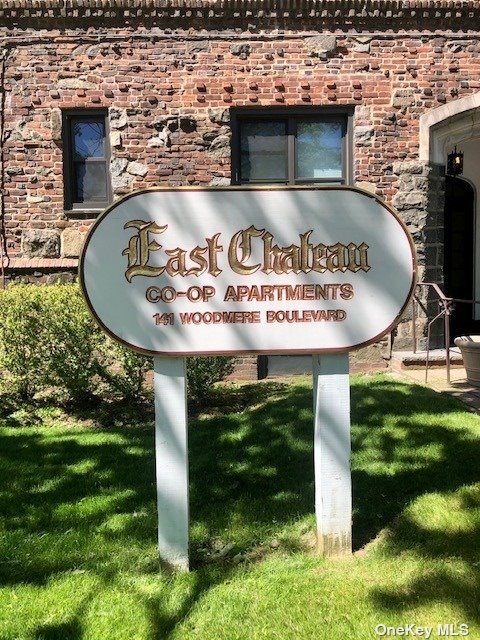 East Chateau
CO-OP APARTMENTS
141 WOODMERE BOULEVARD
OneKey MLS